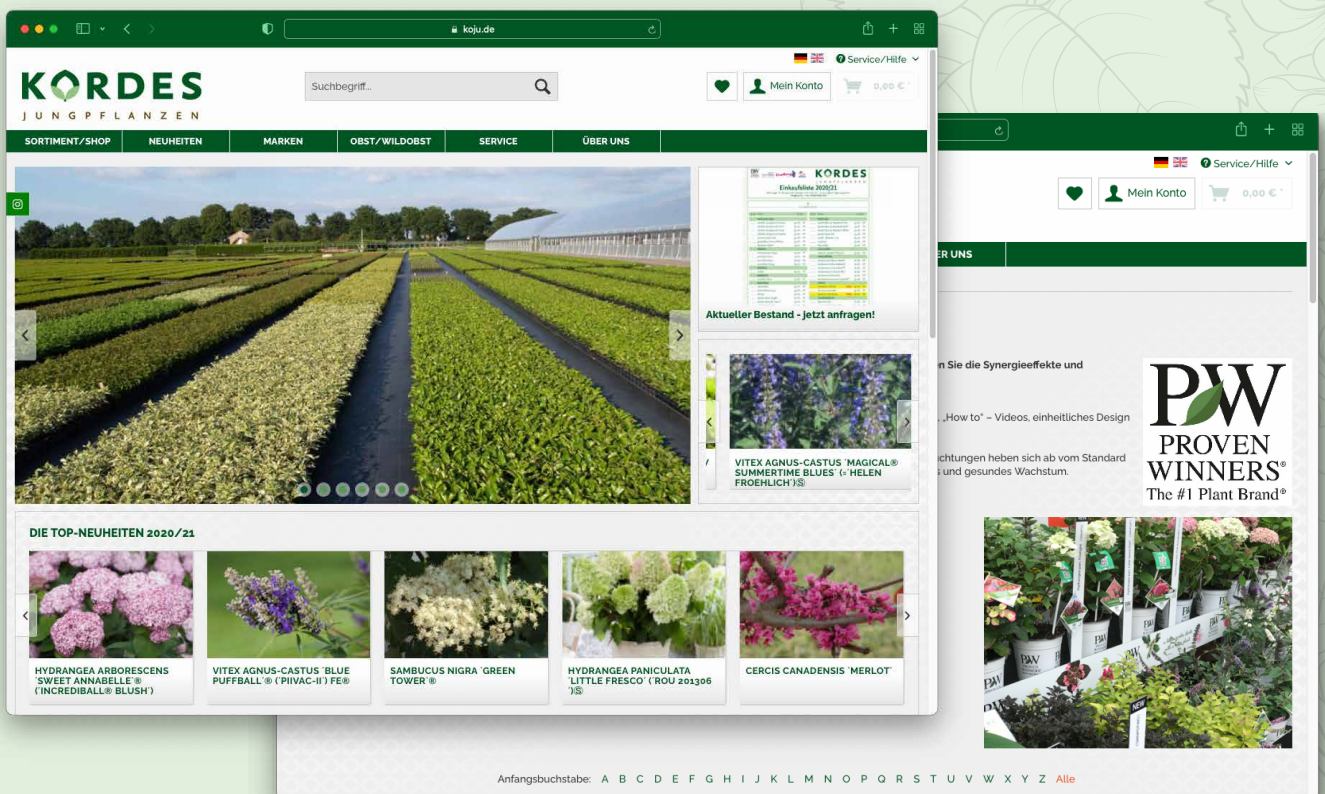 koju.de
Service/Hilfe
KORDES
JUNGPFLANZEN
Suchbegriff...
Mein Konto
0,00 € *
SORTIMENT/SHOP
NEUHEITEN
MARKEN
OBST/WILDOBST
SERVICE
ÜBER UNS
KORDES
Einkaufsliste 2020/21
Aktueller Bestand - jetzt anfragen!
VITEX AGNUS-CASTUS ´MAGICAL®
SUMMERTIME BLUES´ (=´HELEN
FROEHLICH´)Ⓢ
DIE TOP-NEUHEITEN 2020/21
HYDRANGEA ARBORESCENS
´SWEET ANNABELLE´®
(´INCREDIBALL® BLUSH´)
VITEX AGNUS-CASTUS ´BLUE
PUFFBALL´® (´PIIVAC-II´) FE®
SAMBUCUS NIGRA ´GREEN
TOWER´®
HYDRANGEA PANICULATA
´LITTLE FRESCO´ (´ROU 201306
´)Ⓢ
CERCIS CANADENSIS ´MERLOT´
Service/Hilfe
Mein Konto
0,00 € *
ER UNS
n Sie die Synergieeffekte und
„How to“ – Videos, einheitliches Design
chtungen heben sich ab vom Standard
s und gesundes Wachstum.
PW
PROVEN
WINNERS®
The #1 Plant Brand®
PW
PW
NEW
Anfangsbuchstabe: A B C D E F G H I J K L M N O P Q R S T U V W X Y Z Alle